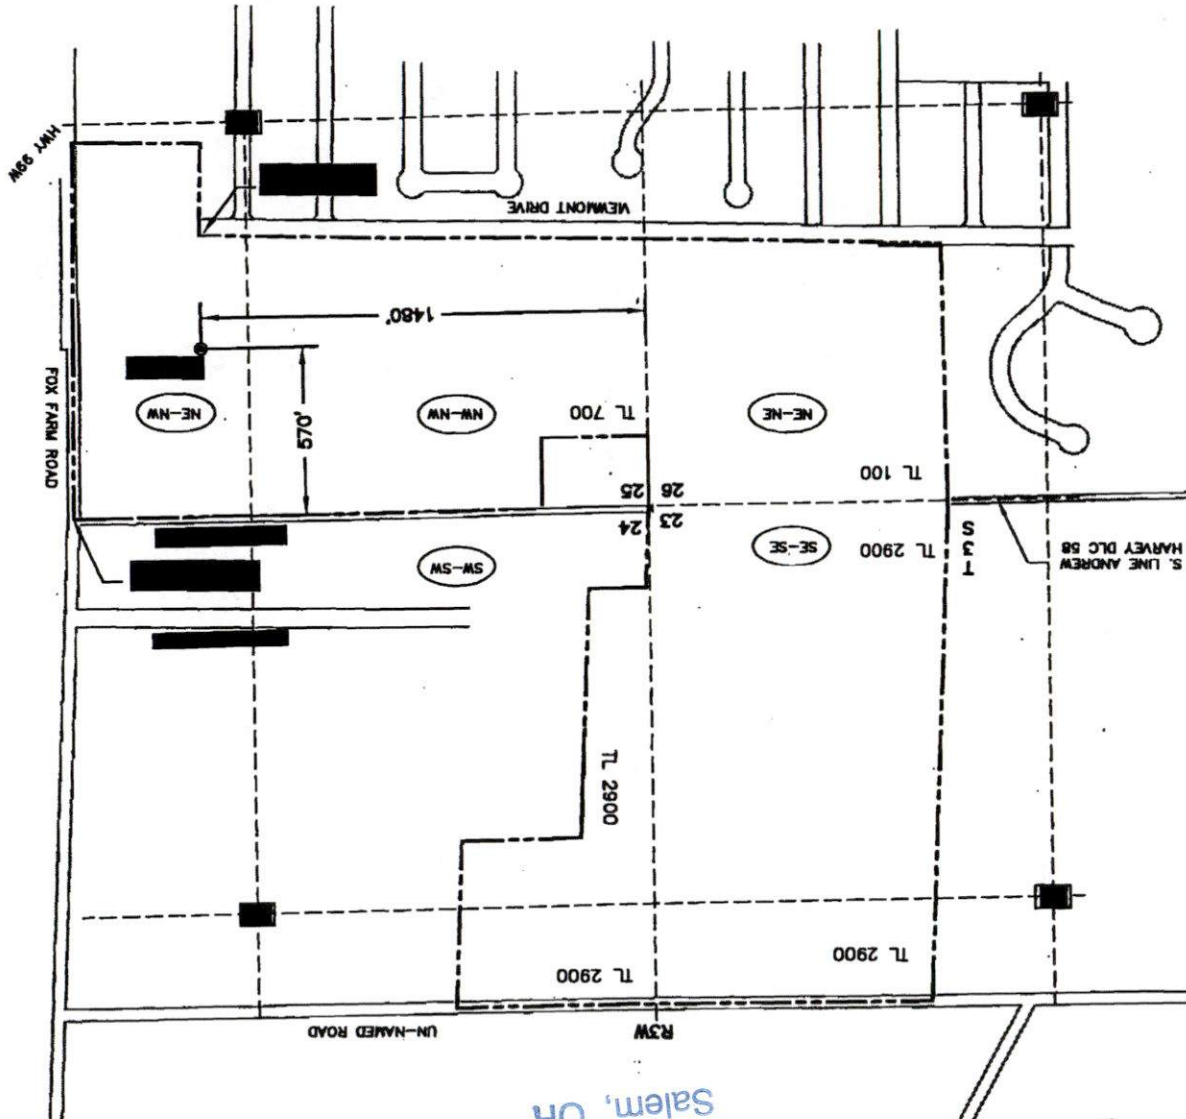 Salem, OR
R3W
UN-NAMED ROAD
TL 2900
TL 2900
TL 2900
S. LINE ANDREW
HARVEY DLC 58
T 3 S
TL 2900
SE-SE
23
24
SW-SW
TL 100
26
25
NE-NE
TL 700
NW-NW
NE-NW
570'
FOX FARM ROAD
1480'
VIEWMONT DRIVE
HWY 99W